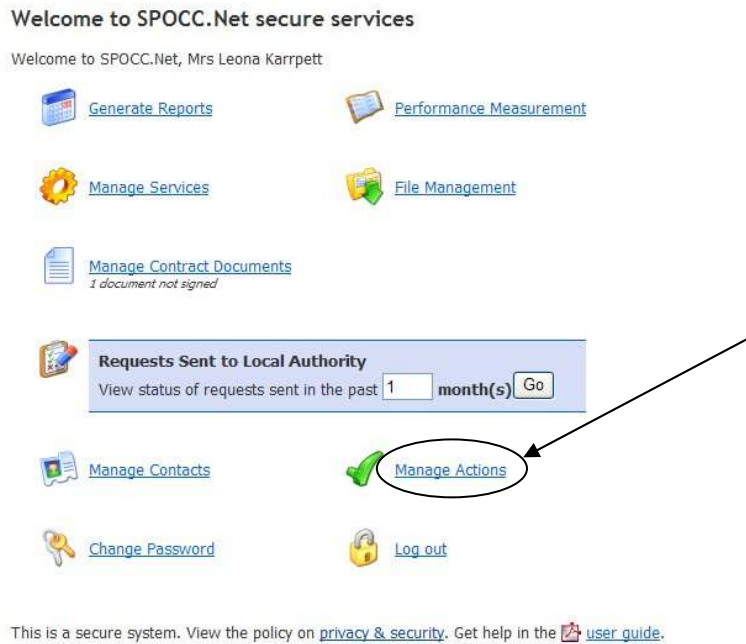 Welcome to SPOCC.Net secure services
Welcome to SPOCC.Net, Mrs Leona Karrpett
Generate Reports
Performance Measurement
Manage Services
File Management
Manage Contract Documents
1 document not signed
Requests Sent to Local Authority
View status of requests sent in the past 1 month(s) Go
Manage Contacts
Manage Actions
Change Password
Log out
This is a secure system. View the policy on privacy & security. Get help in the user guide.